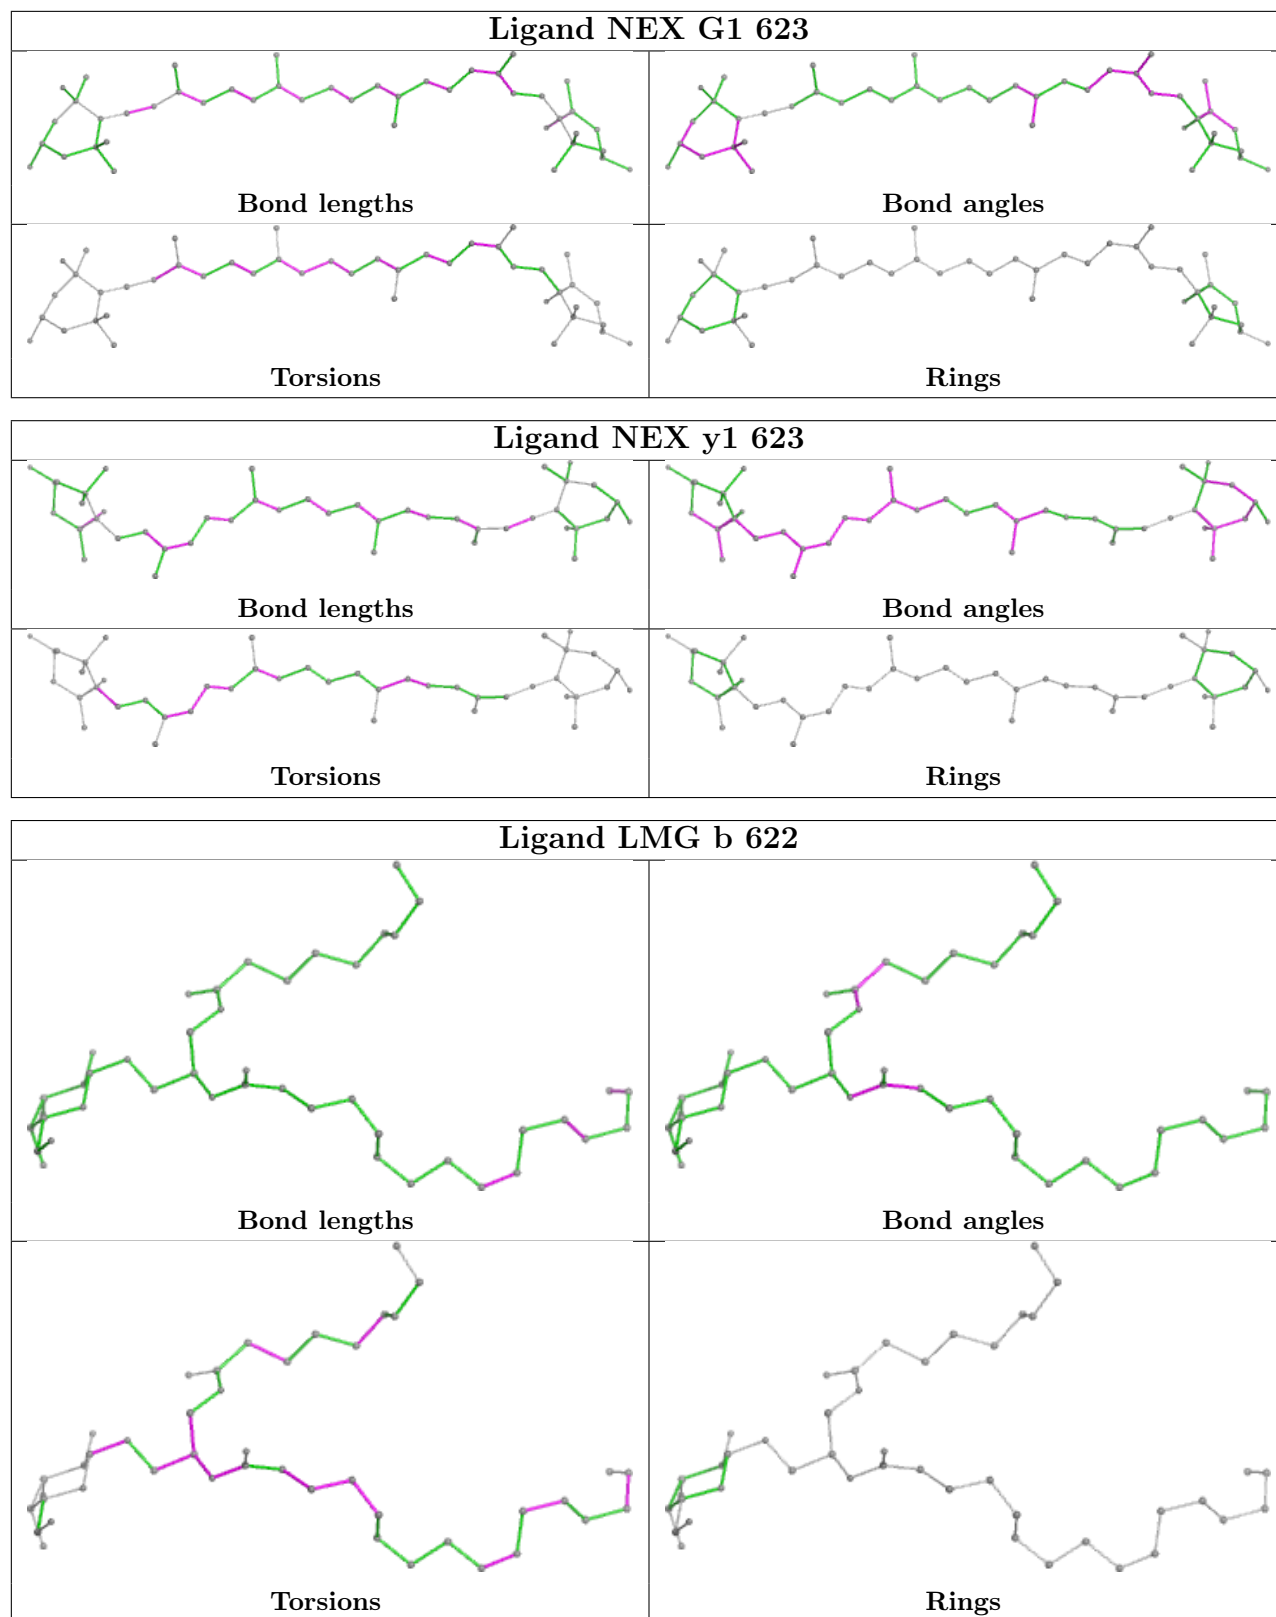 Ligand NEX G1 623
Bond lengths
Bond angles
Torsions
Rings
Ligand NEX y1 623
Bond lengths
Bond angles
Torsions
Rings
Ligand LMG b 622
Bond lengths
Bond angles
Torsions
Rings